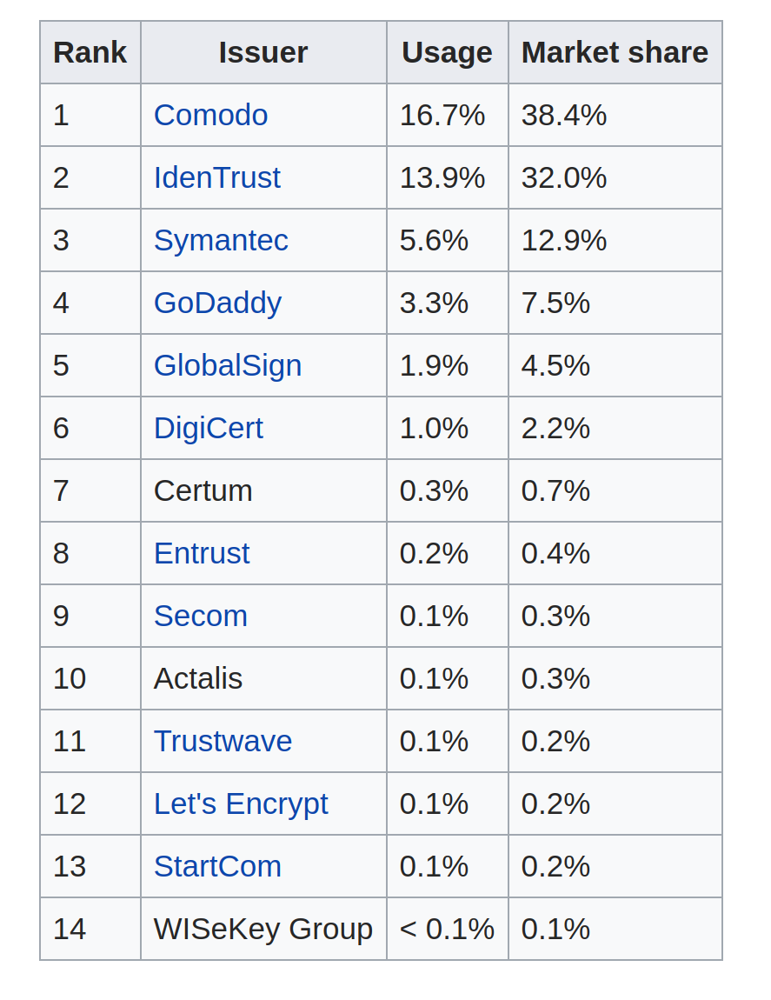 Rank Issuer Usage Market share
1 Comodo 16.7% 38.4%
2 IdenTrust 13.9% 32.0%
3 Symantec 5.6% 12.9%
4 GoDaddy 3.3% 7.5%
5 GlobalSign 1.9% 4.5%
6 DigiCert 1.0% 2.2%
7 Certum 0.3% 0.7%
8 Entrust 0.2% 0.4%
9 Secom 0.1% 0.3%
10 Actalis 0.1% 0.3%
11 Trustwave 0.1% 0.2%
12 Let's Encrypt 0.1% 0.2%
13 StartCom 0.1% 0.2%
14 WISeKey Group < 0.1% 0.1%